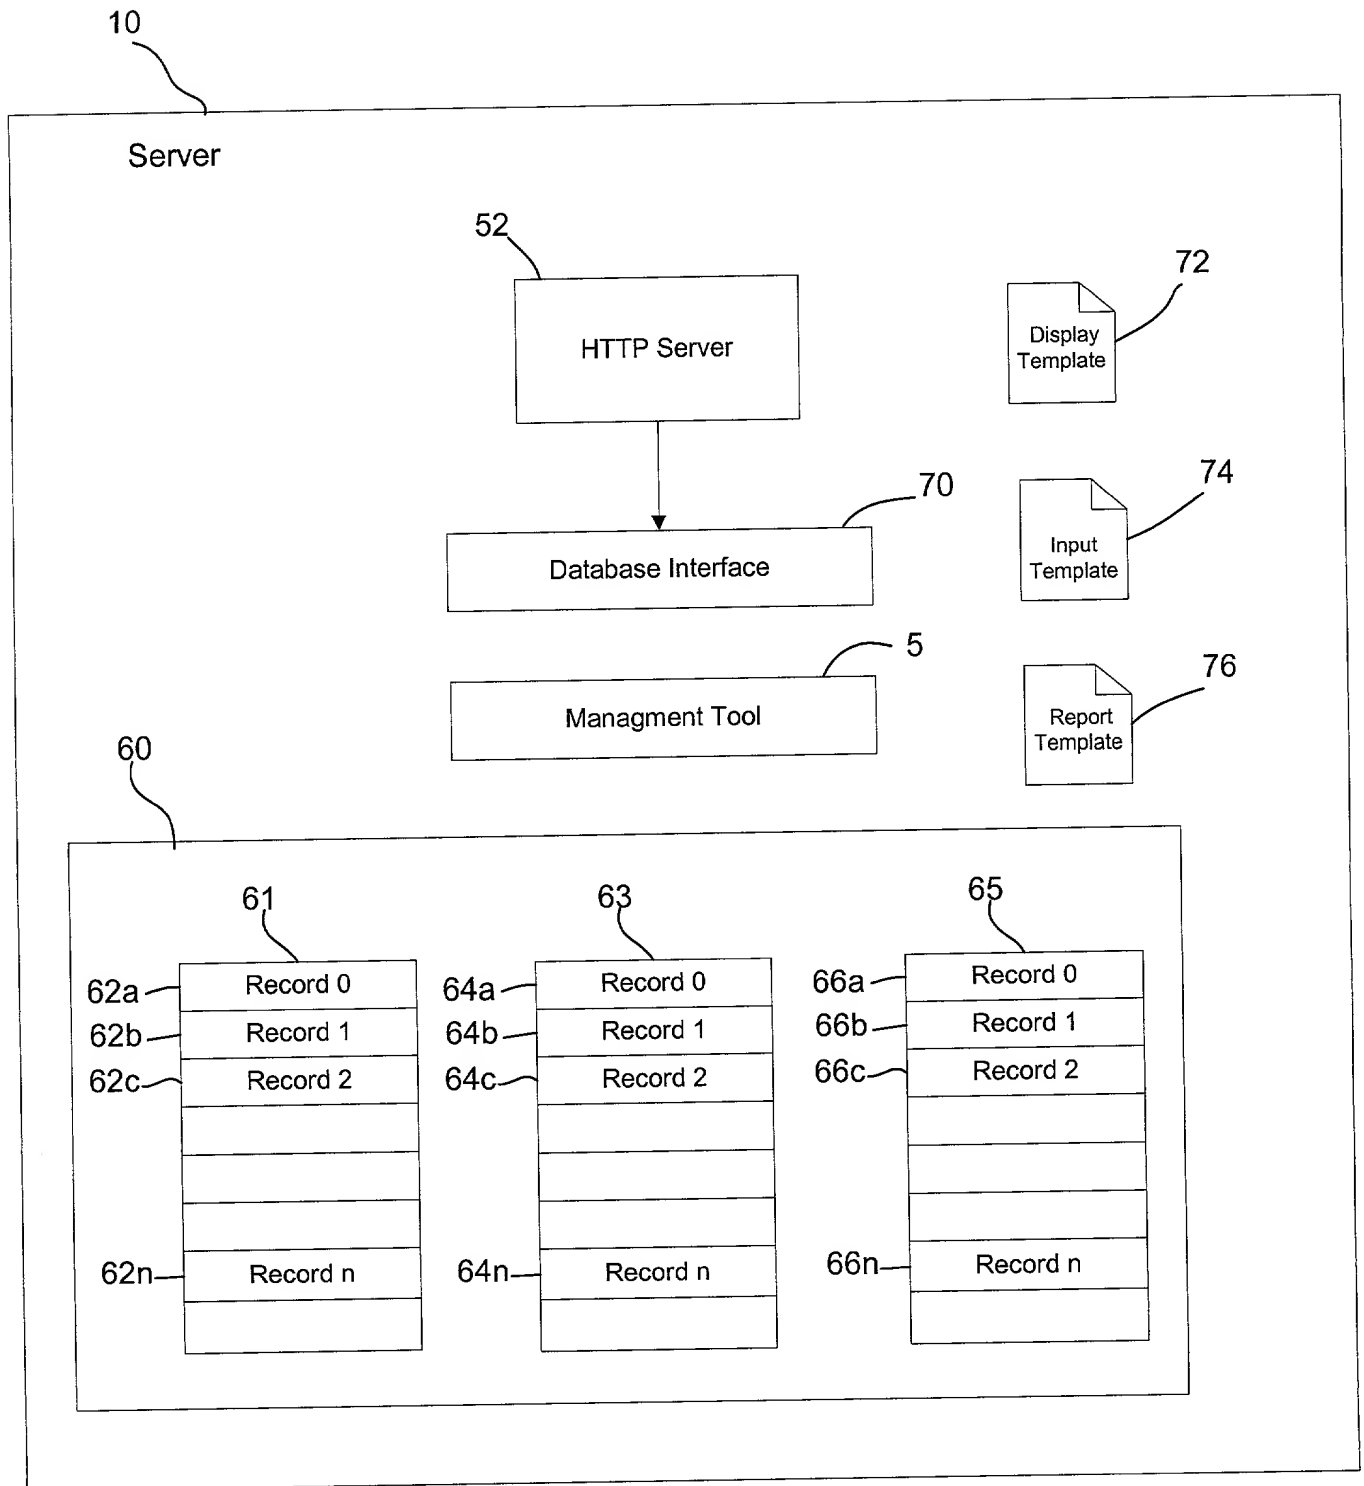 10
Server
52
HTTP Server
72
Display
Template
70
Database Interface
74
Input
Template
5
Managment Tool
76
Report
Template
60
61
63
65
62a
Record 0
64a
Record 0
66a
Record 0
62b
Record 1
64b
Record 1
66b
Record 1
62c
Record 2
64c
Record 2
66c
Record 2
62n
Record n
64n
Record n
66n
Record n